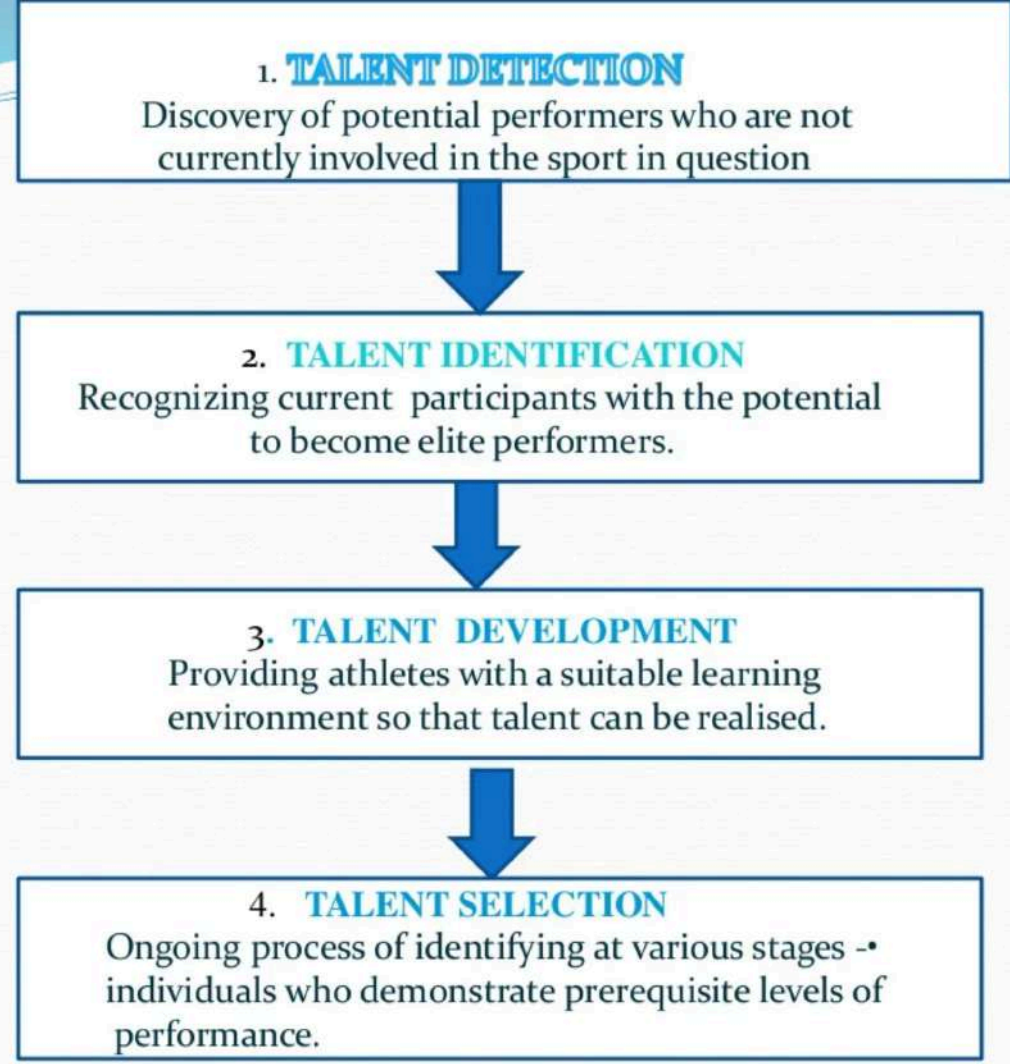 1. TALENT DETECTION
Discovery of potential performers who are not
currently involved in the sport in question
2. TALENT IDENTIFICATION
Recognizing current participants with the potential
to become elite performers.
3. TALENT DEVELOPMENT
Providing athletes with a suitable learning
environment so that talent can be realised.
4. TALENT SELECTION
Ongoing process of identifying at various stages -•
individuals who demonstrate prerequisite levels of
performance.